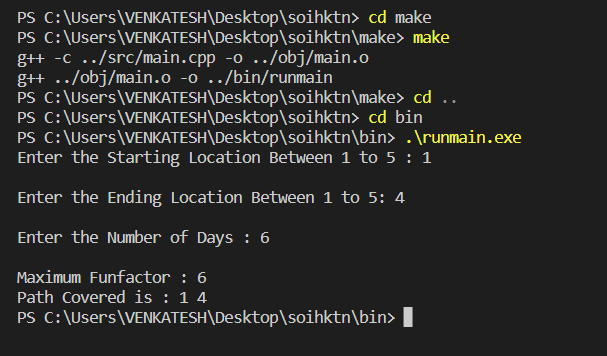 PS C:\Users\VENKATESH\Desktop\soihktn> cd make
PS C:\Users\VENKATESH\Desktop\soihktn\make> make
g++ -c ../src/main.cpp -o ../obj/main.o
g++ ../obj/main.o -o ../bin/runmain
PS C:\Users\VENKATESH\Desktop\soihktn\make> cd ..
PS C:\Users\VENKATESH\Desktop\soihktn> cd bin
PS C:\Users\VENKATESH\Desktop\soihktn\bin> .\runmain.exe
Enter the Starting Location Between 1 to 5 : 1
Enter the Ending Location Between 1 to 5: 4
Enter the Number of Days : 6
Maximum Funfactor : 6
Path Covered is : 1 4
PS C:\Users\VENKATESH\Desktop\soihktn\bin>